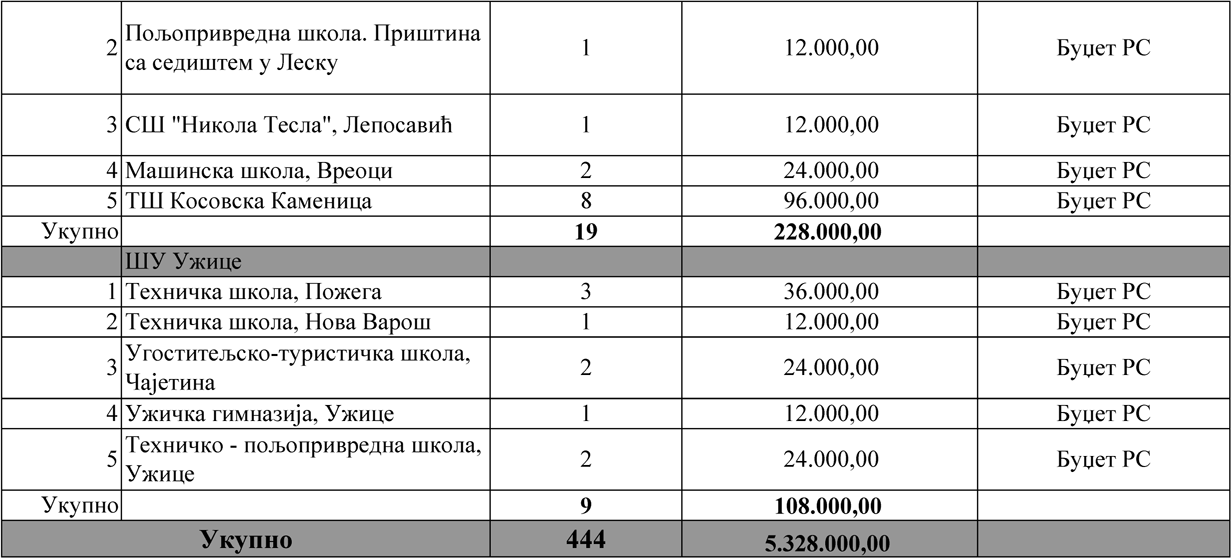 2 Пољопривредна школа. Приштина са седиштем у Леску 1 12.000,00 Буџет РС
3 СШ "Никола Тесла", Лепосавић 1 12.000,00 Буџет РС
4 Машинска школа, Вреоци 2 24.000,00 Буџет РС
5 ТШ Косовска Каменица 8 96.000,00 Буџет РС
Укупно 19 228.000,00
ШУ Ужице
1 Техничка школа, Пожега 3 36.000,00 Буџет РС
2 Техничка школа, Нова Варош 1 12.000,00 Буџет РС
3 Угоститељско-туристичка школа, Чајетина 2 24.000,00 Буџет РС
4 Ужичка гимназија, Ужице 1 12.000,00 Буџет РС
5 Техничко - пољопривредна школа, Ужице 2 24.000,00 Буџет РС
Укупно 9 108.000,00
Укупно 444 5.328.000,00